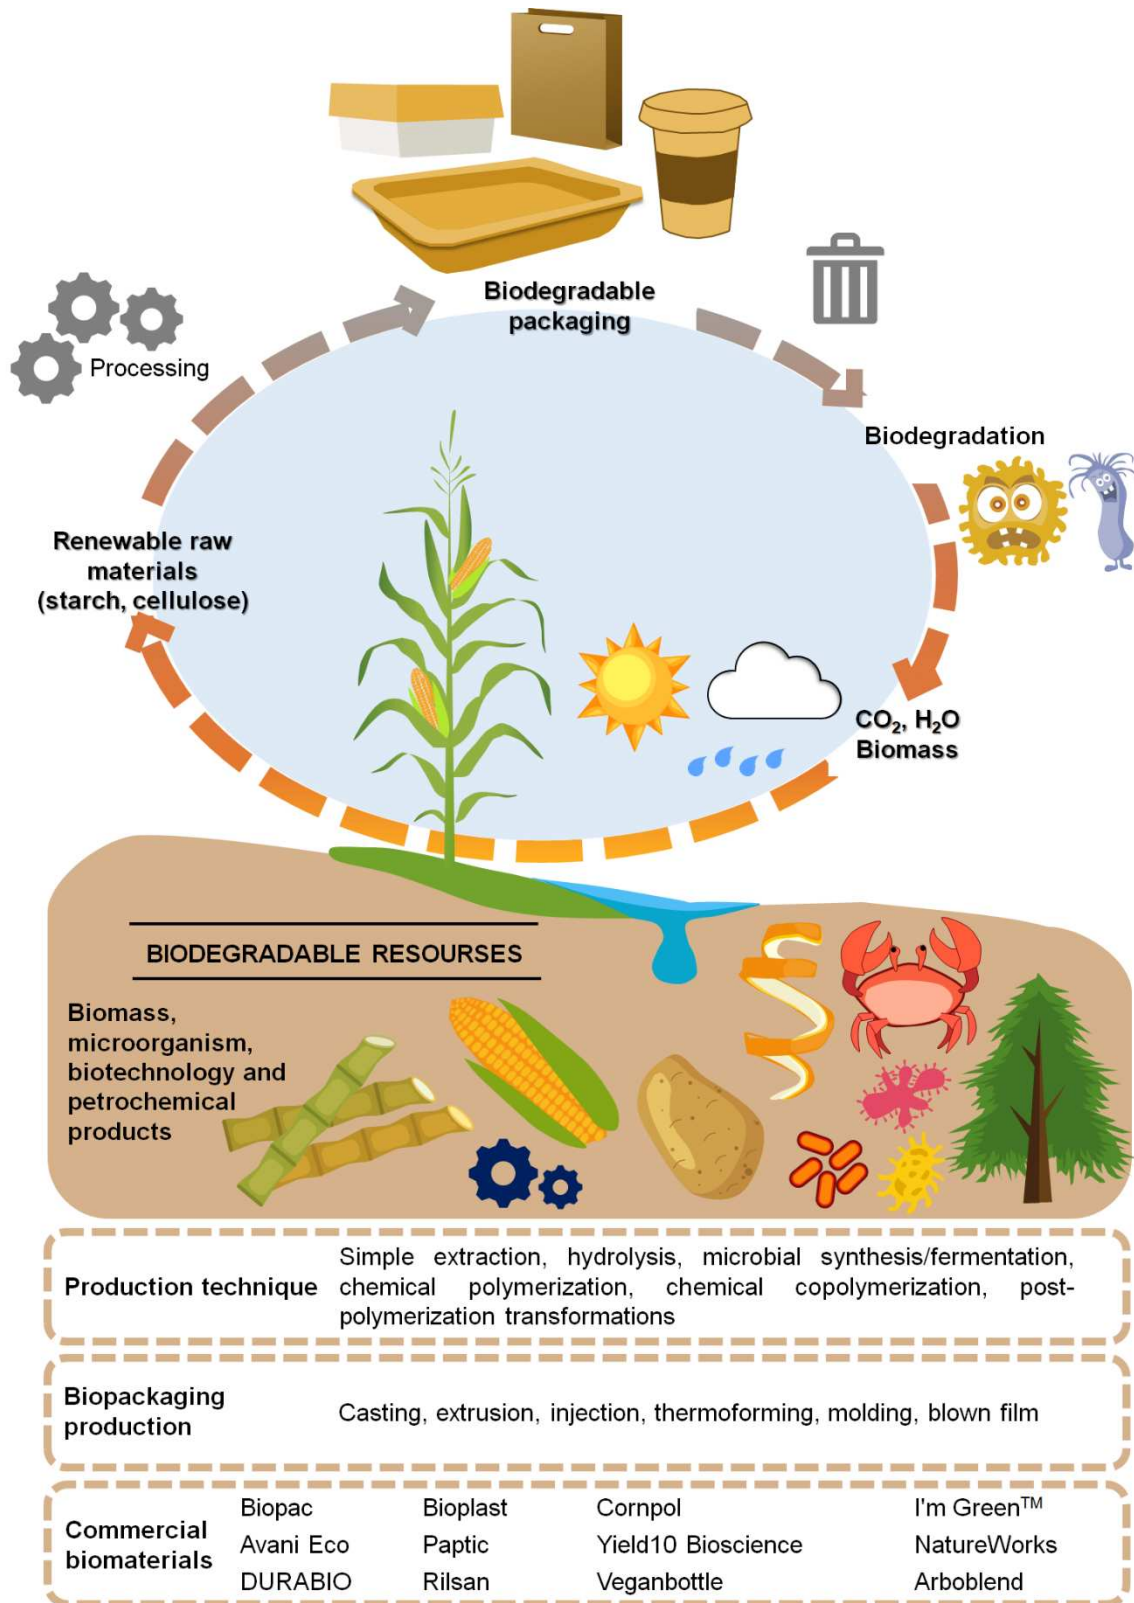 Biodegradable
packaging
Processing
Biodegradation
Renewable raw
materials
(starch, cellulose)
CO₂, H₂O
Biomass
BIODEGRADABLE RESOURSES
Biomass,
microorganism,
biotechnology and
petrochemical
products
Production technique
Simple extraction, hydrolysis, microbial synthesis/fermentation,
chemical polymerization, chemical copolymerization, post-
polymerization transformations
Biopackaging
production
Casting, extrusion, injection, thermoforming, molding, blown film
Commercial
biomaterials
Biopac Bioplast Cornpol I'm Green™
Avani Eco Paptic Yield10 Bioscience NatureWorks
DURABIO Rilsan Veganbottle Arboblend